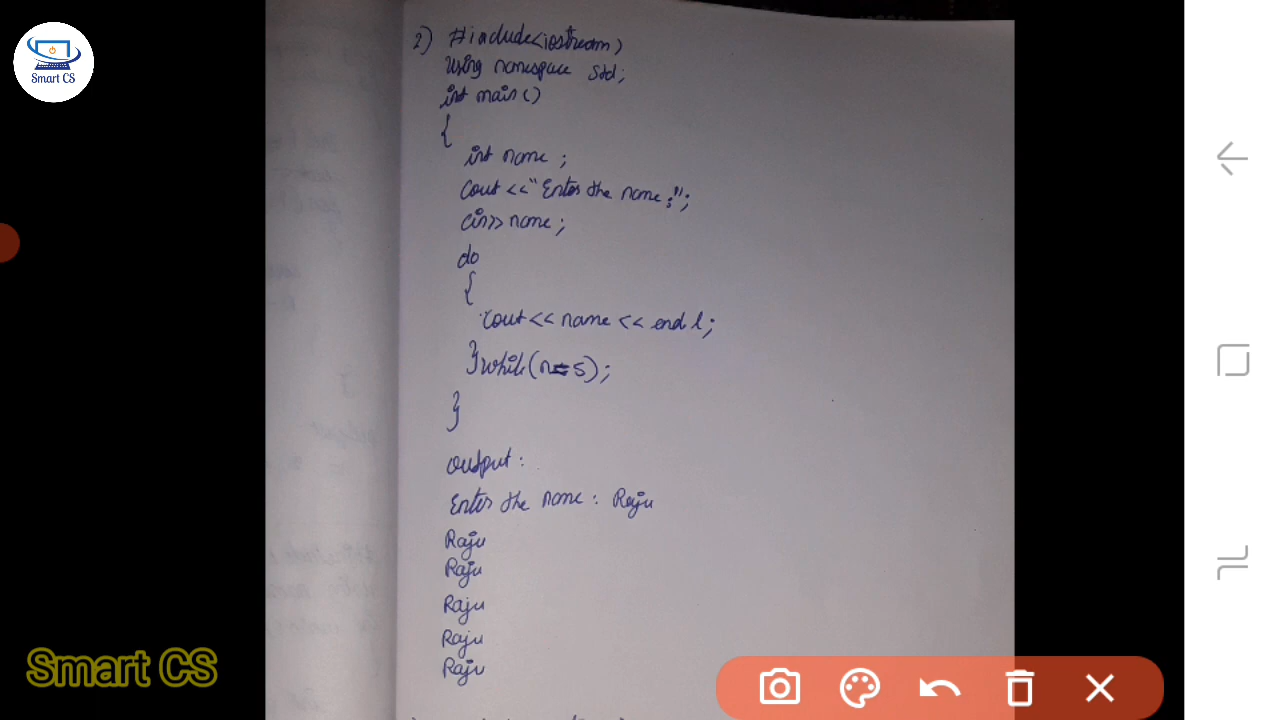 Smart CS
2) #include<iostream>
Using namespace std;
int main()
{
int name;
Cout <<"Enter the name:";
Cin>>name;
do
{
Cout << name << endl;
}while(n=5);
}
Output:
Enter the name: Raju
Raju
Raju
Raju
Raju
Raju
Smart CS